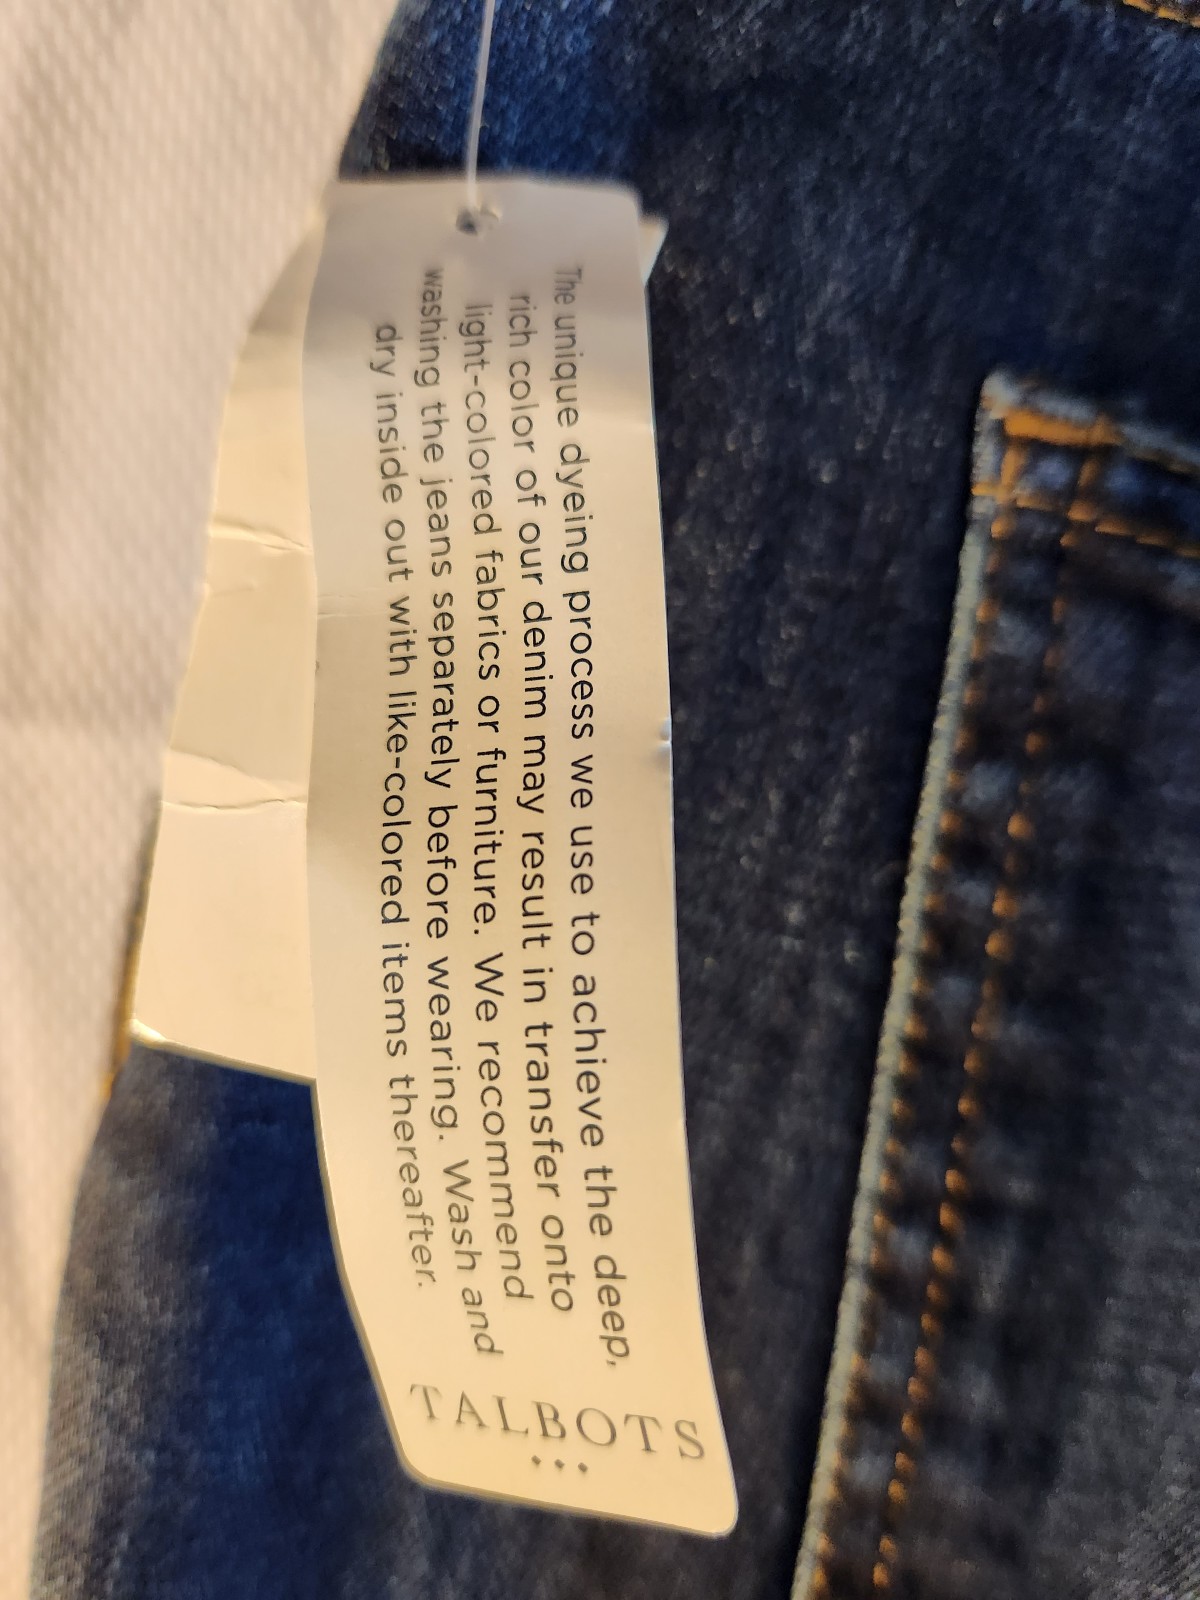 The unique dyeing process we use to achieve the deep,
rich color of our denim may result in transfer onto
light-colored fabrics or furniture. We recommend
washing the jeans separately before wearing. Wash and
dry inside out with like-colored items thereafter.
TALBOTS